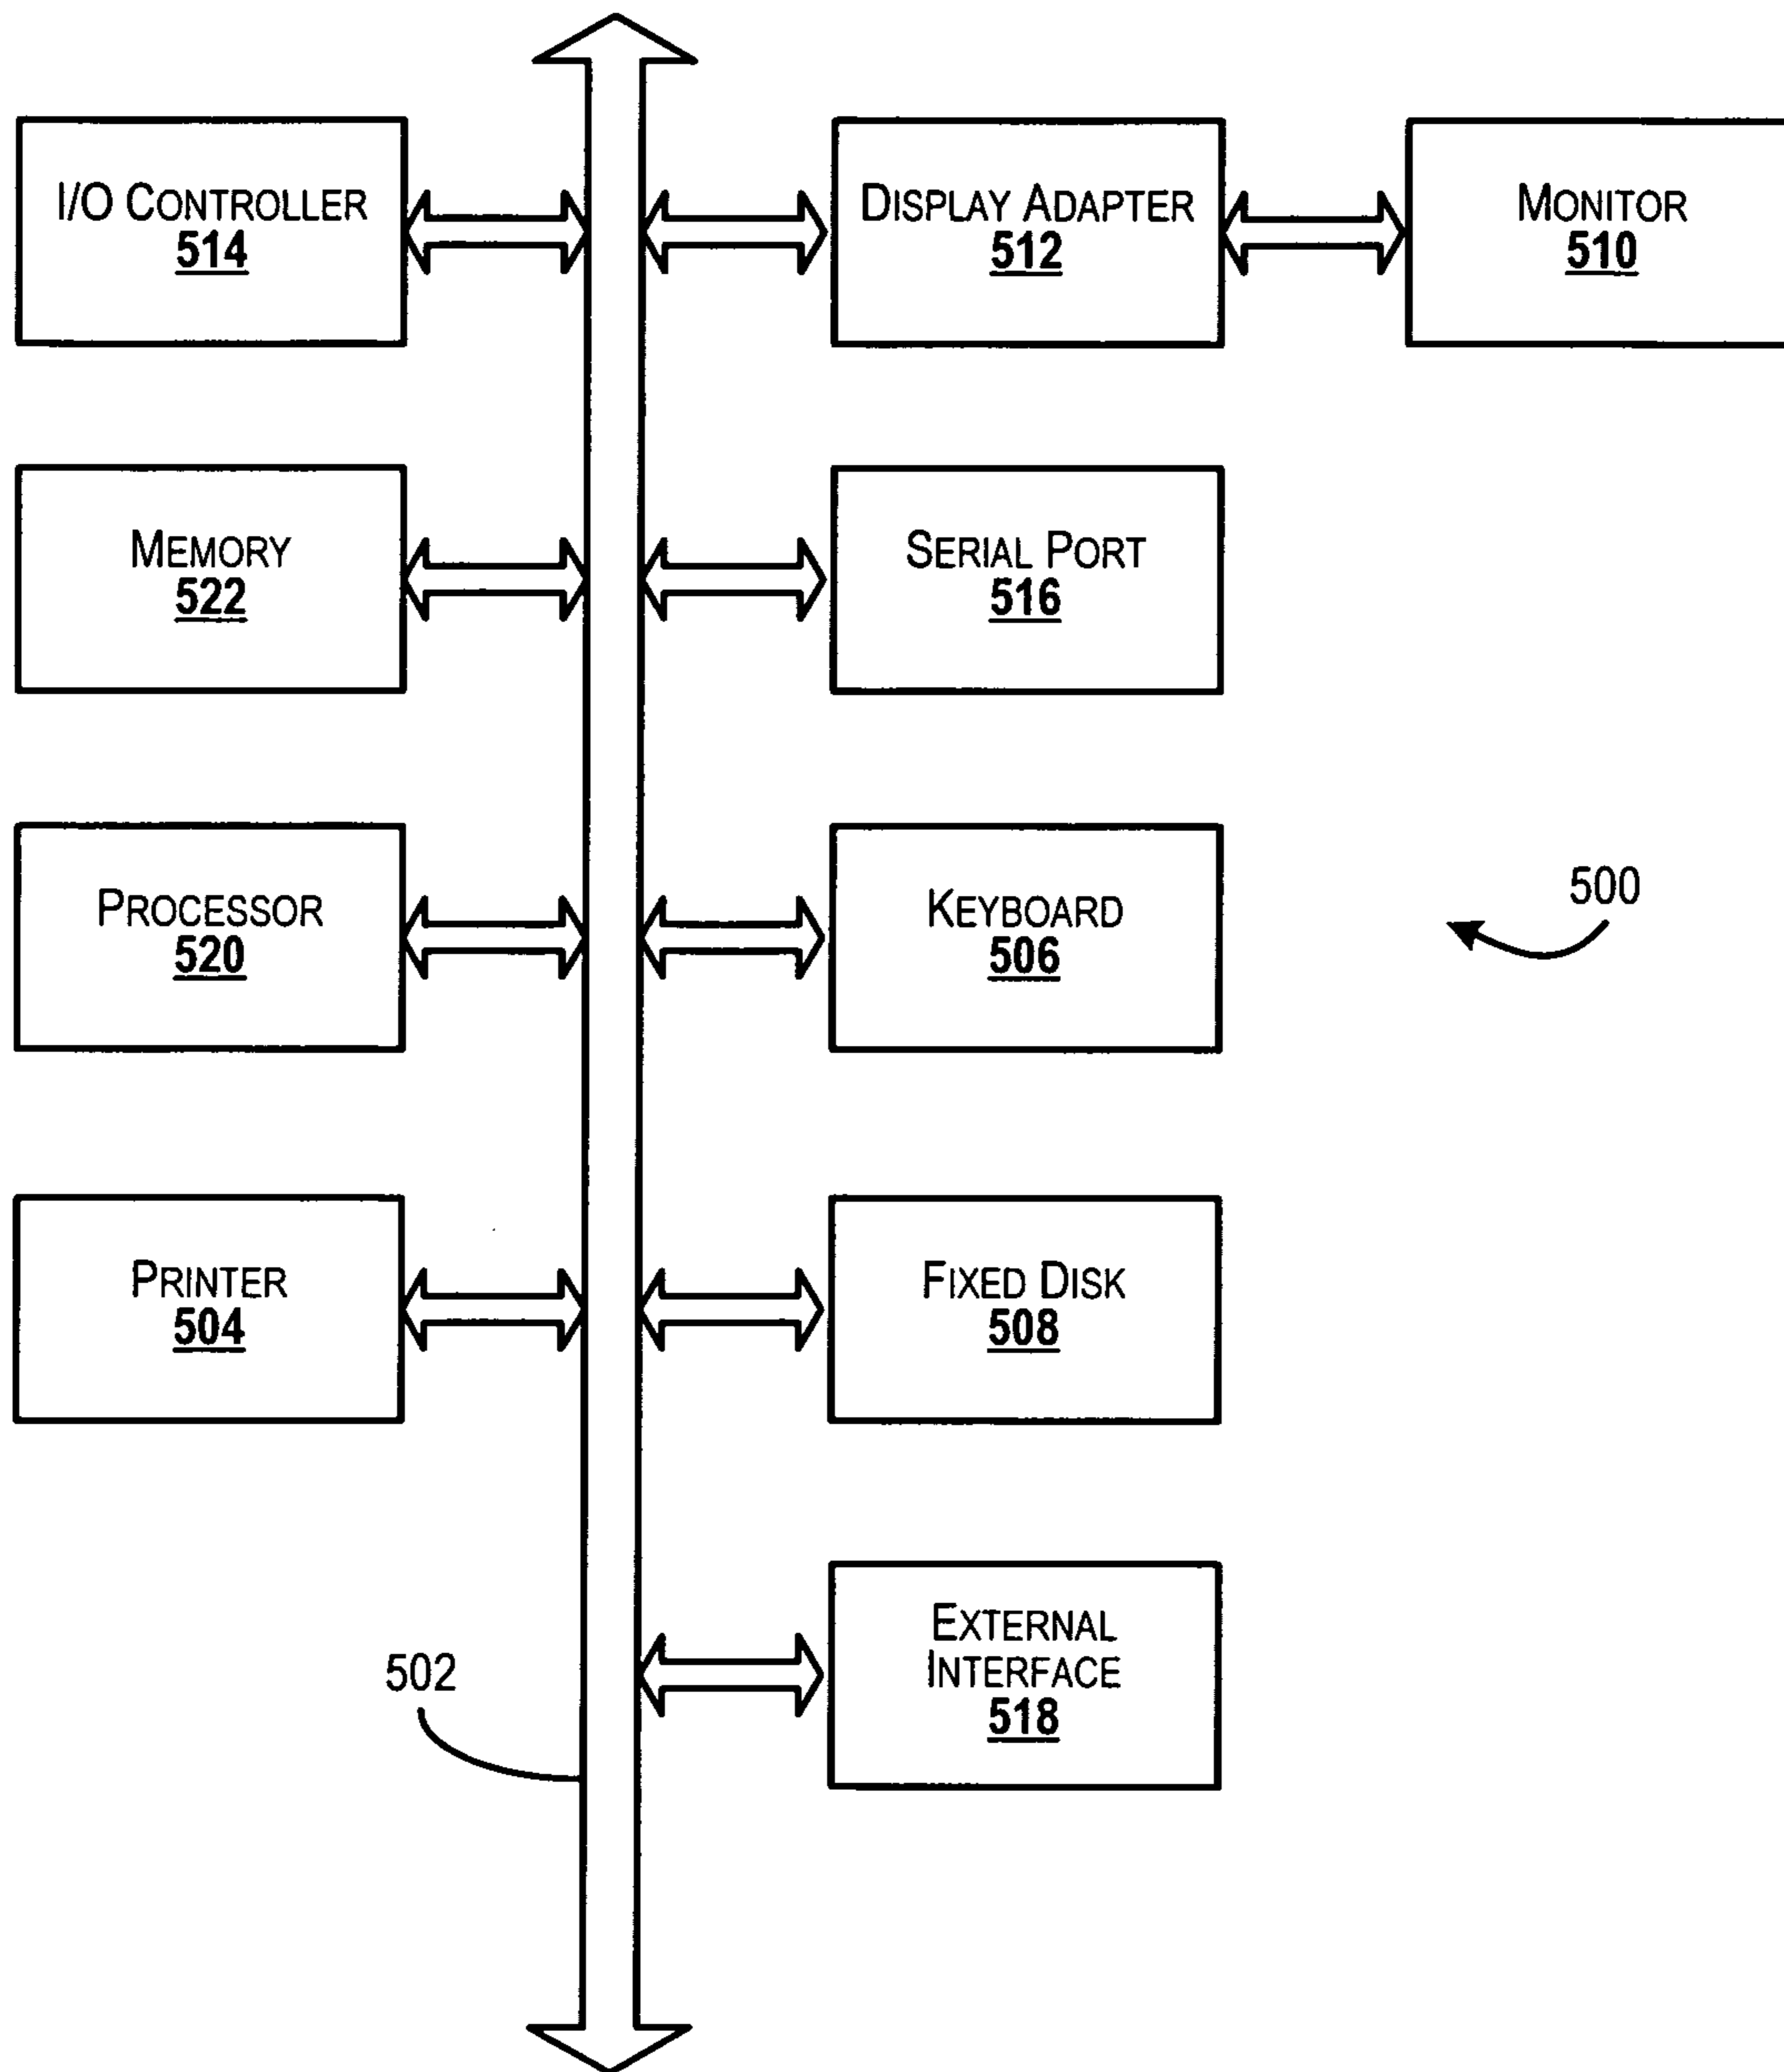 I/O CONTROLLER
514
DISPLAY ADAPTER
512
MONITOR
510
MEMORY
522
SERIAL PORT
516
PROCESSOR
520
KEYBOARD
506
500
PRINTER
504
FIXED DISK
508
502
EXTERNAL
INTERFACE
518